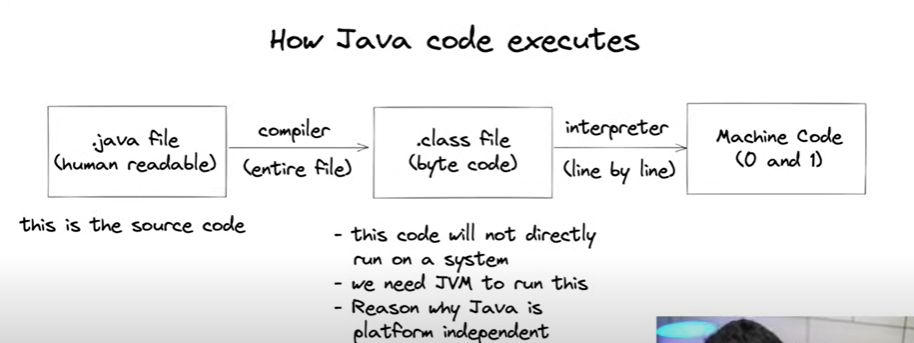 How Java code executes
.java file
(human readable)
compiler
(entire file)
.class file
(byte code)
interpreter
(line by line)
Machine Code
(0 and 1)
this is the source code
- this code will not directly
run on a system
- we need JVM to run this
- Reason why Java is
platform independent